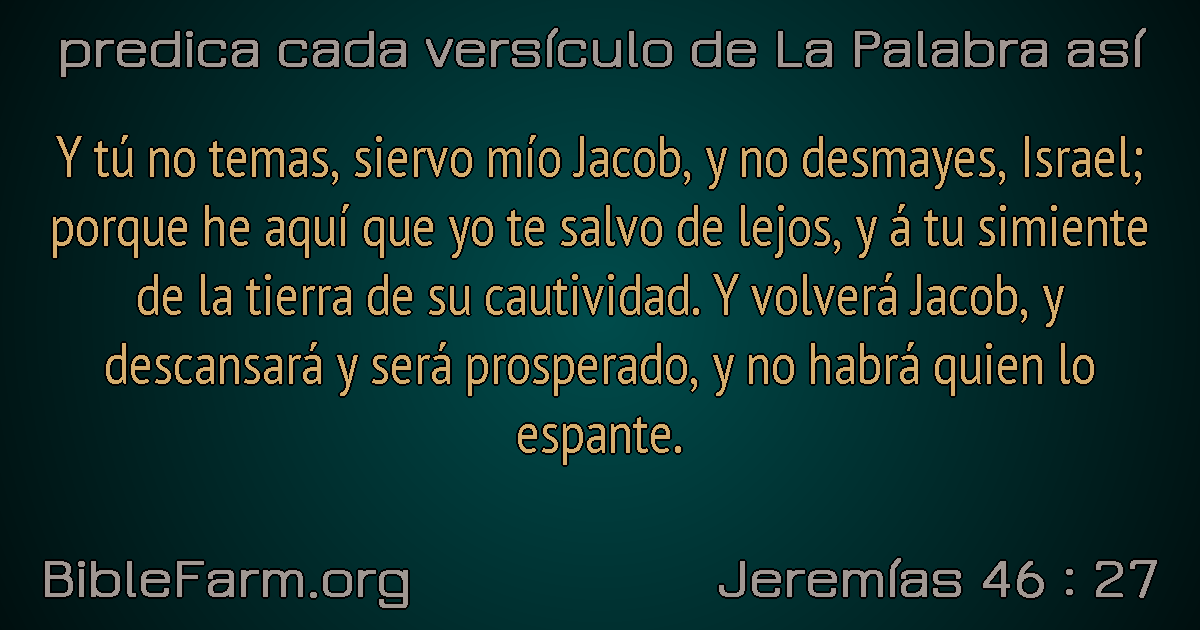 predica cada versículo de La Palabra así
Y tú no temas, siervo mío Jacob, y no desmayes, Israel;
porque he aquí que yo te salvo de lejos, y á tu simiente
de la tierra de su cautividad. Y volverá Jacob, y
descansará y será prosperado, y no habrá quien lo
espante.
BibleFarm.org
Jeremías 46 : 27